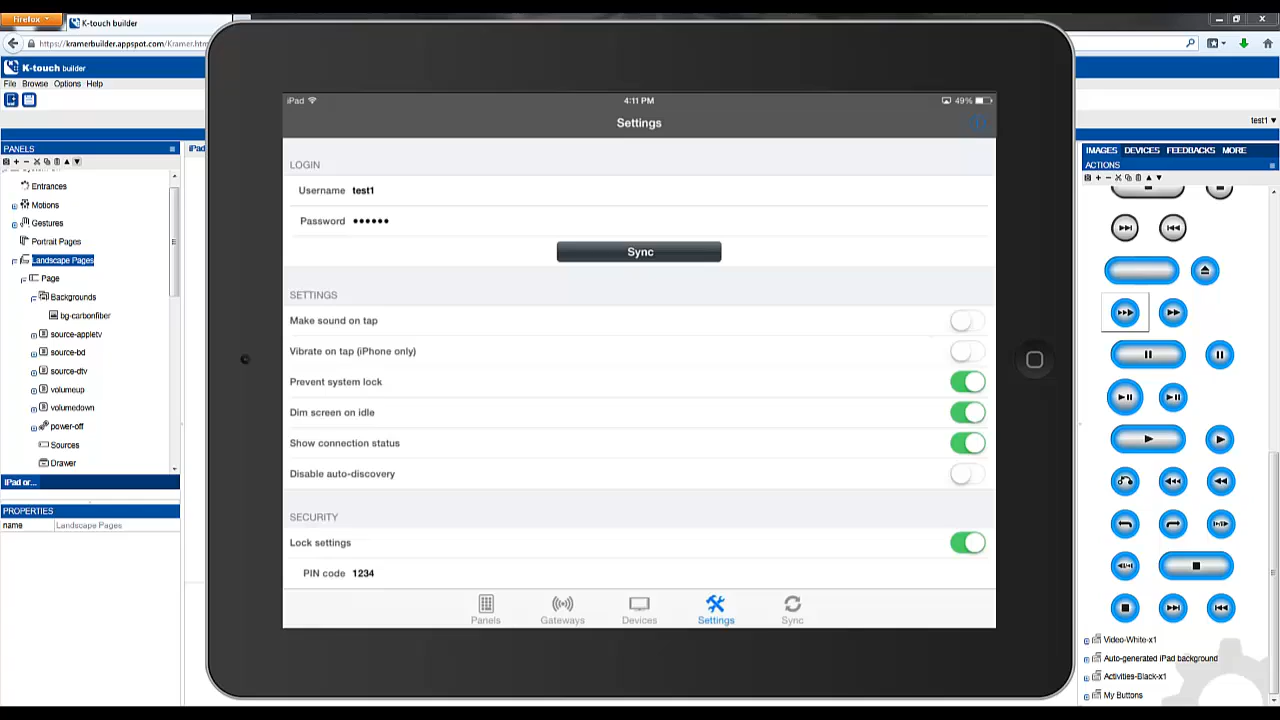 Firefox
K-touch builder
https://kramerbuilder.appspot.com/Kramer.htm
K-touch builder
File Browse Options Help
test1
PANELS
iPad
Entrances
Motions
Gestures
Portrait Pages
Landscape Pages
Page
Backgrounds
bg-carbonfiber
source-appletv
source-bd
source-dtv
volumeup
volumedown
power-off
Sources
Drawer
iPad or...
PROPERTIES
name Landscape Pages
iPad 4:11 PM 49%
Settings
LOGIN
Username test1
Password ••••••
Sync
SETTINGS
Make sound on tap
Vibrate on tap (iPhone only)
Prevent system lock
Dim screen on idle
Show connection status
Disable auto-discovery
SECURITY
Lock settings
PIN code 1234
Panels Gateways Devices Settings Sync
IMAGES DEVICES FEEDBACKS MORE
ACTIONS
Video-White-x1
Auto-generated iPad background
Activities-Black-x1
My Buttons